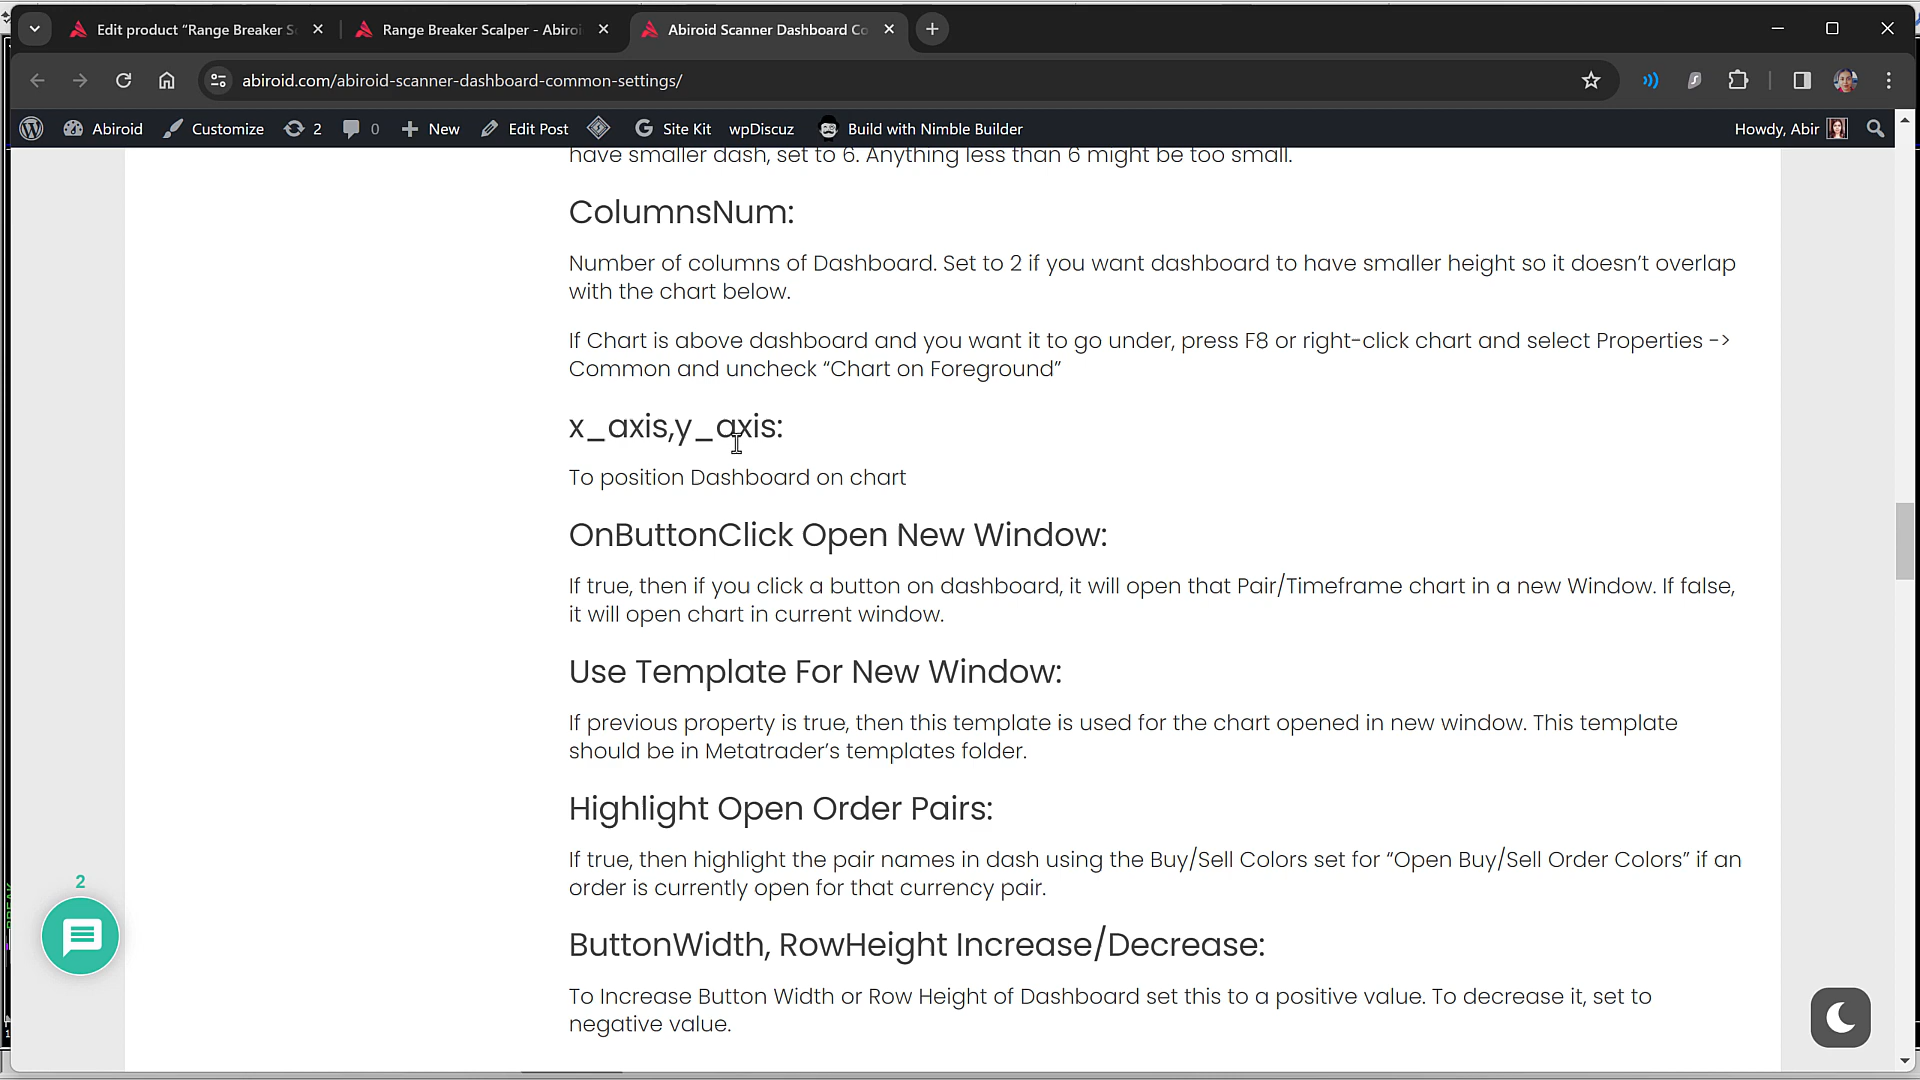 Edit product “Range Breaker Sc
Range Breaker Scalper - Abiroi
Abiroid Scanner Dashboard Co
abiroid.com/abiroid-scanner-dashboard-common-settings/
Abiroid
Customize
2
0
New
Edit Post
Site Kit
wpDiscuz
Build with Nimble Builder
Howdy, Abir
have smaller dash, set to 6. Anything less than 6 might be too small.
ColumnsNum:
Number of columns of Dashboard. Set to 2 if you want dashboard to have smaller height so it doesn’t overlap
with the chart below.
If Chart is above dashboard and you want it to go under, press F8 or right-click chart and select Properties ->
Common and uncheck “Chart on Foreground”
x_axis,y_axis:
To position Dashboard on chart
OnButtonClick Open New Window:
If true, then if you click a button on dashboard, it will open that Pair/Timeframe chart in a new Window. If false,
it will open chart in current window.
Use Template For New Window:
If previous property is true, then this template is used for the chart opened in new window. This template
should be in Metatrader’s templates folder.
Highlight Open Order Pairs:
If true, then highlight the pair names in dash using the Buy/Sell Colors set for “Open Buy/Sell Order Colors” if an
order is currently open for that currency pair.
2
ButtonWidth, RowHeight Increase/Decrease:
To Increase Button Width or Row Height of Dashboard set this to a positive value. To decrease it, set to
negative value.